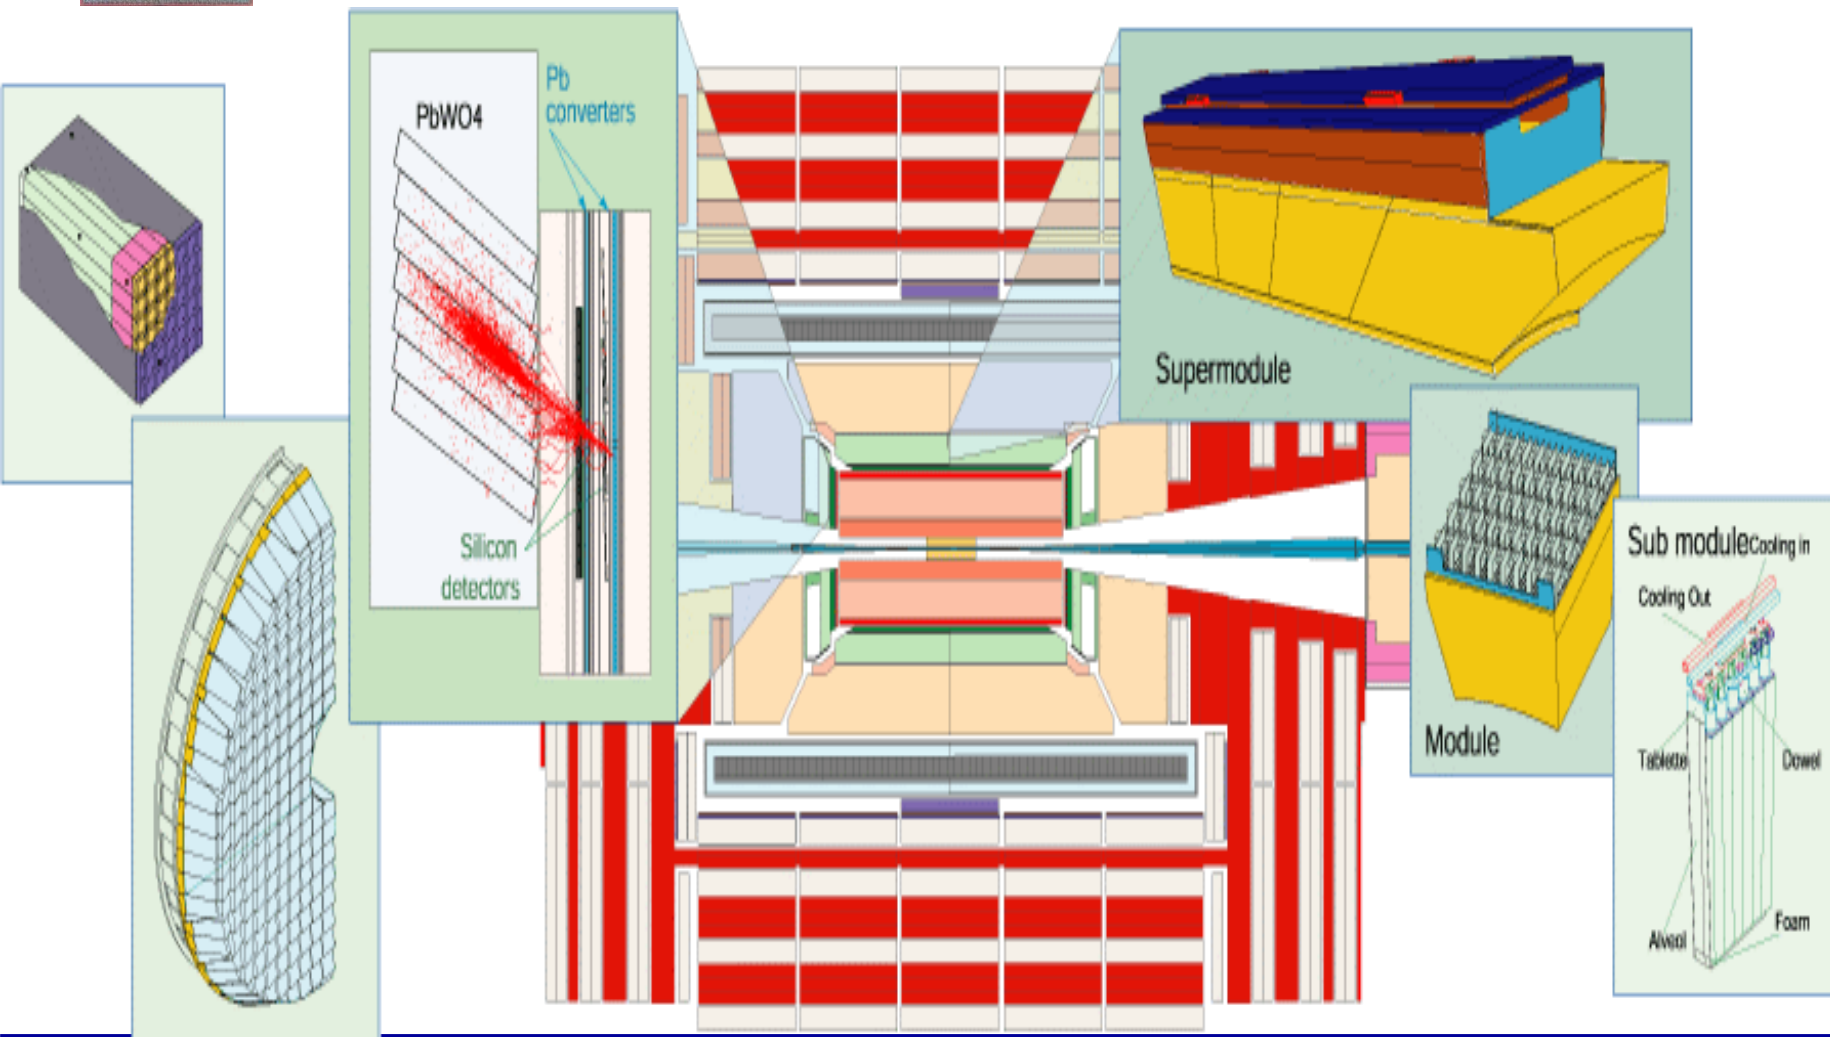 Pb
converters
PbWO4
Silicon
detectors
Supermodule
Module
Sub module
Cooling in
Cooling Out
Tablette
Dowel
Alveol
Foam